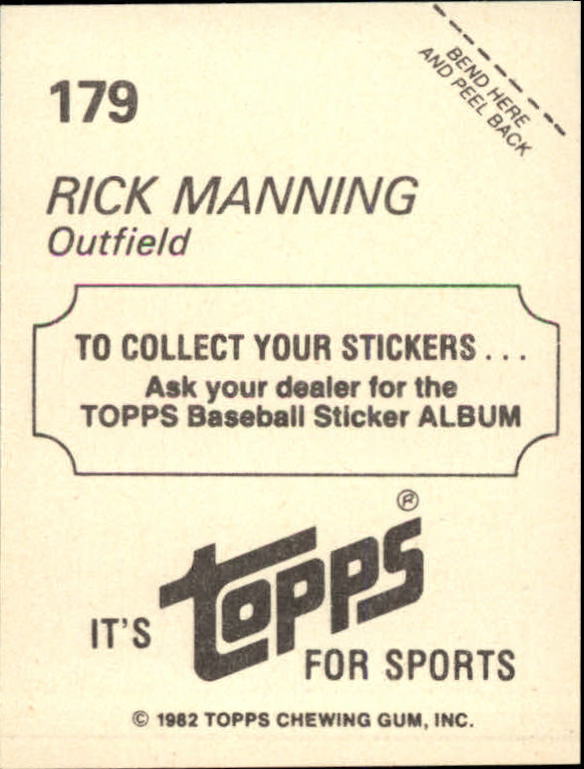 179
BEND HERE
AND PEEL BACK
RICK MANNING
Outfield
TO COLLECT YOUR STICKERS...
Ask your dealer for the
TOPPS Baseball Sticker ALBUM
IT'S topps®
FOR SPORTS
© 1982 TOPPS CHEWING GUM, INC.